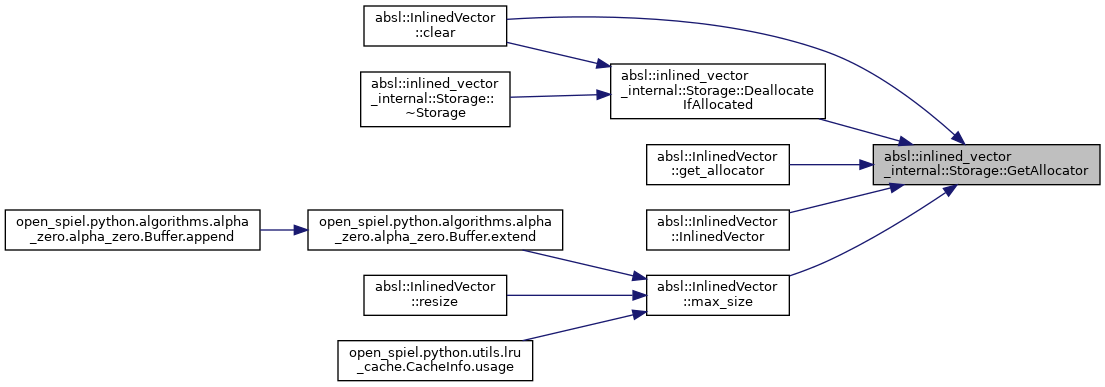 absl::InlinedVector
::clear
absl::inlined_vector
_internal::Storage::
~Storage
absl::inlined_vector
_internal::Storage::Deallocate
IfAllocated
absl::InlinedVector
::get_allocator
absl::inlined_vector
_internal::Storage::GetAllocator
open_spiel.python.algorithms.alpha
_zero.alpha_zero.Buffer.append
open_spiel.python.algorithms.alpha
_zero.alpha_zero.Buffer.extend
absl::InlinedVector
::InlinedVector
absl::InlinedVector
::resize
absl::InlinedVector
::max_size
open_spiel.python.utils.lru
_cache.CacheInfo.usage